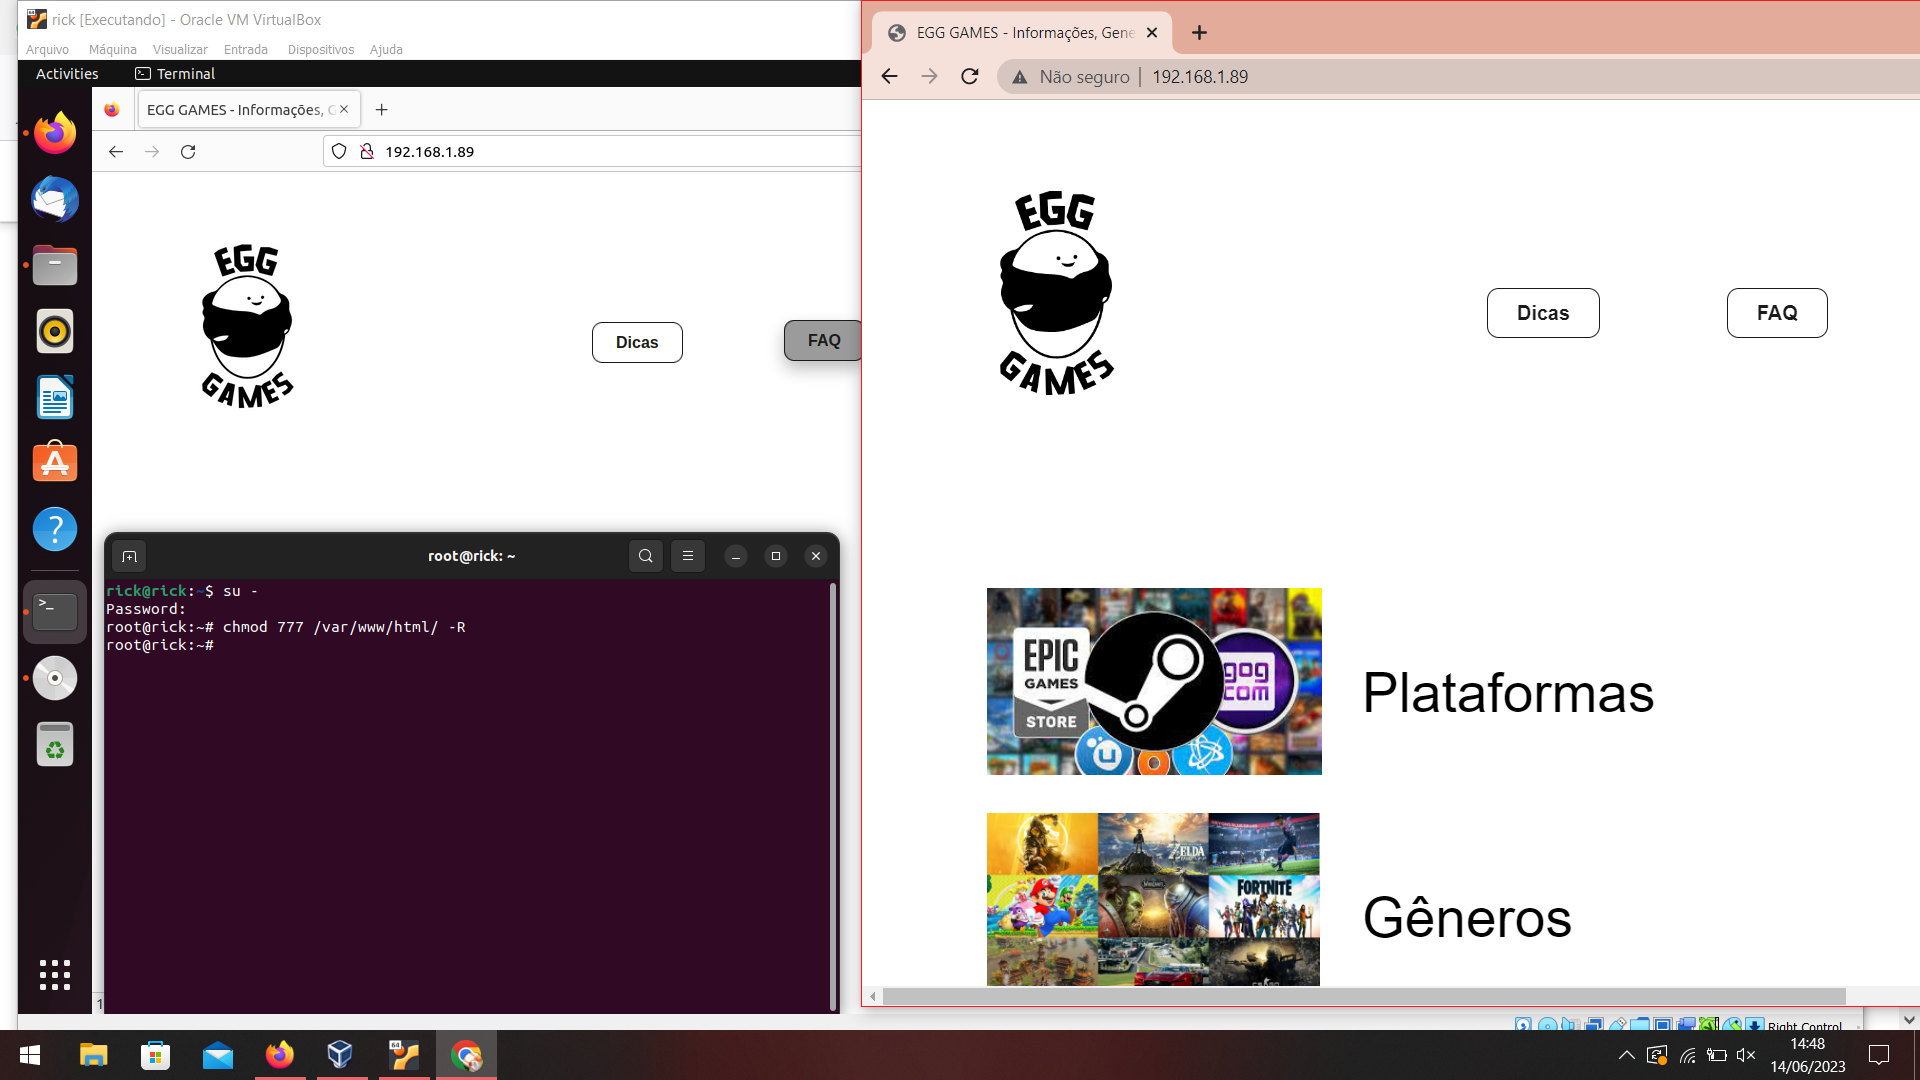 rick [Executando] - Oracle VM VirtualBox
Arquivo Máquina Visualizar Entrada Dispositivos Ajuda
Activities Terminal
EGG GAMES - Informações,
192.168.1.89
EGG
GAMES
Dicas
FAQ
root@rick: ~
rick@rick:~$ su -
Password:
root@rick:~# chmod 777 /var/www/html/ -R
root@rick:~#
EGG GAMES - Informações, Gene
Não seguro 192.168.1.89
EGG
GAMES
Dicas
FAQ
EPIC
GAMES
STORE
gog
com
Plataformas
ZELDA
FORTNITE
Gêneros
Right Control
64
14:48
14/06/2023